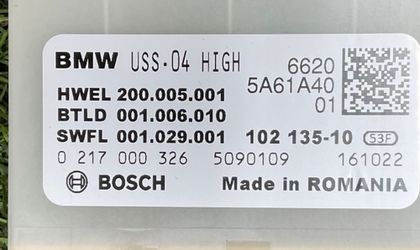 BMW USS-04 HIGH 6620
HWEL 200.005.001 5A61A40
BTLD 001.006.010 01
SWFL 001.029.001 102 135-10 S3F
0 217 000 326 5090109 161022
BOSCH Made in ROMANIA